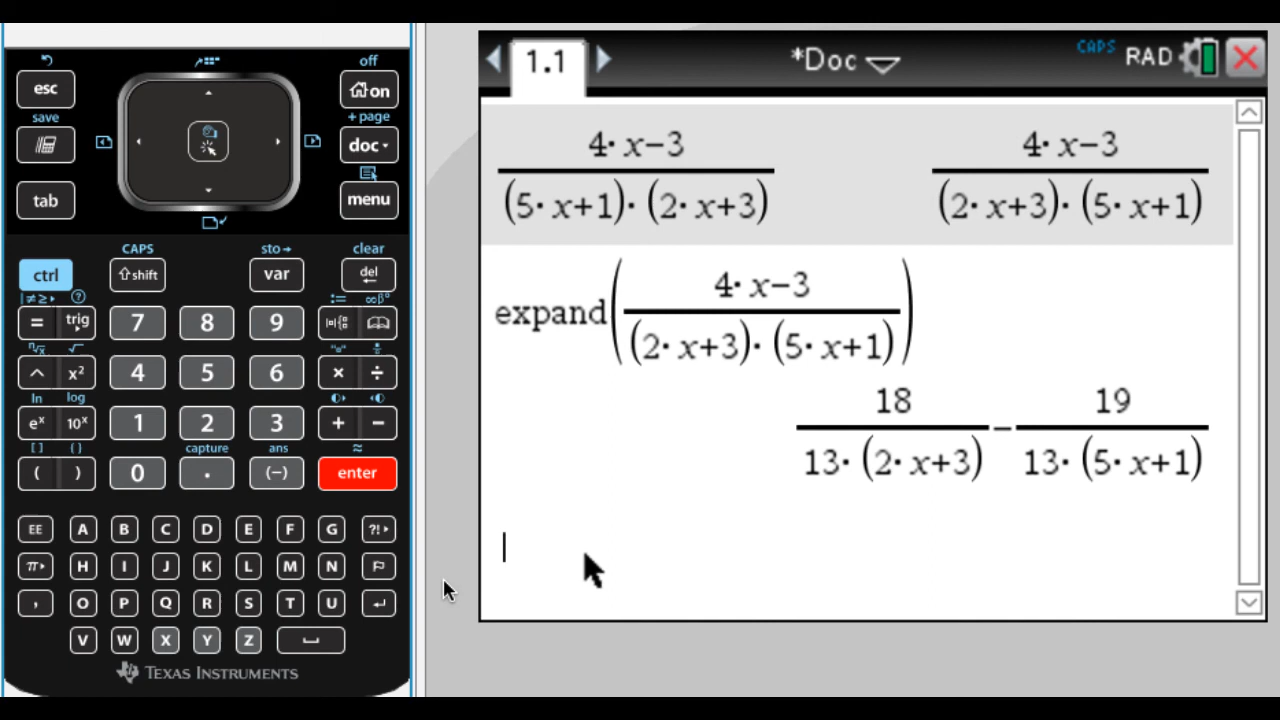 1.1 *Doc CAPS RAD
4· x−3
(5· x+1)· (2· x+3)
4· x−3
(2· x+3)· (5· x+1)
expand(
4· x−3
(2· x+3)· (5· x+1)
)
18
13· (2· x+3)
−
19
13· (5· x+1)
off
esc
on
save
+ page
doc
tab
menu
CAPS sto→ clear
ctrl shift var del
|≠≥▸ ? := ∞β°
= trig 7 8 9 |□|{
ⁿ√x √ "□"
^ x² 4 5 6 × ÷
ln log
eˣ 10ˣ 1 2 3 + −
[ ] { } capture ans ≈
( ) 0 . (−) enter
EE A B C D E F G ?!▸
π▸ H I J K L M N
, O P Q R S T U
V W X Y Z
TEXAS INSTRUMENTS